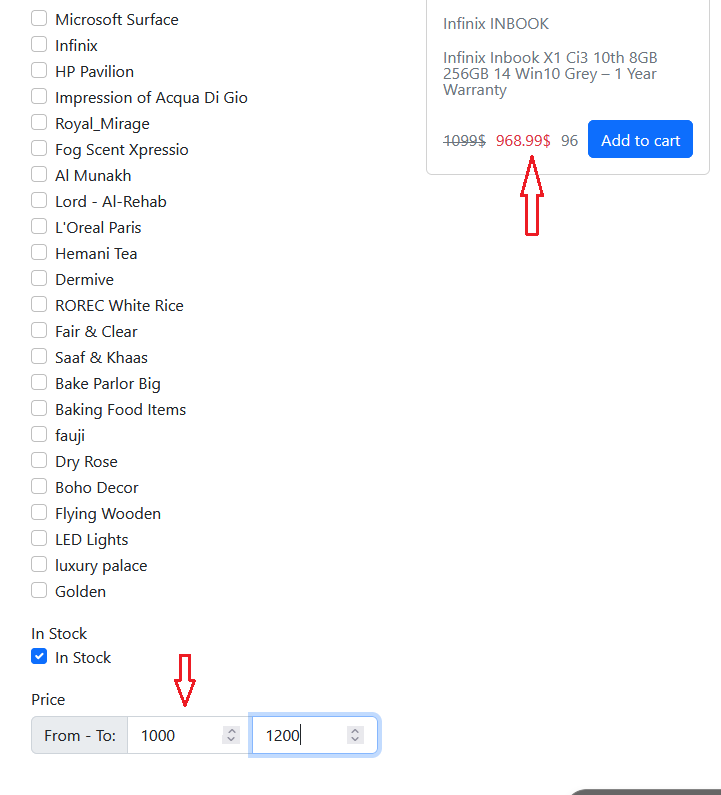 Microsoft Surface
Infinix
HP Pavilion
Impression of Acqua Di Gio
Royal_Mirage
Fog Scent Xpressio
Al Munakh
Lord - Al-Rehab
L'Oreal Paris
Hemani Tea
Dermive
ROREC White Rice
Fair & Clear
Saaf & Khaas
Bake Parlor Big
Baking Food Items
fauji
Dry Rose
Boho Decor
Flying Wooden
LED Lights
luxury palace
Golden
In Stock
In Stock
Price
From - To: 1000 1200
Infinix INBOOK
Infinix Inbook X1 Ci3 10th 8GB
256GB 14 Win10 Grey – 1 Year
Warranty
1099$ 968.99$ 96 Add to cart